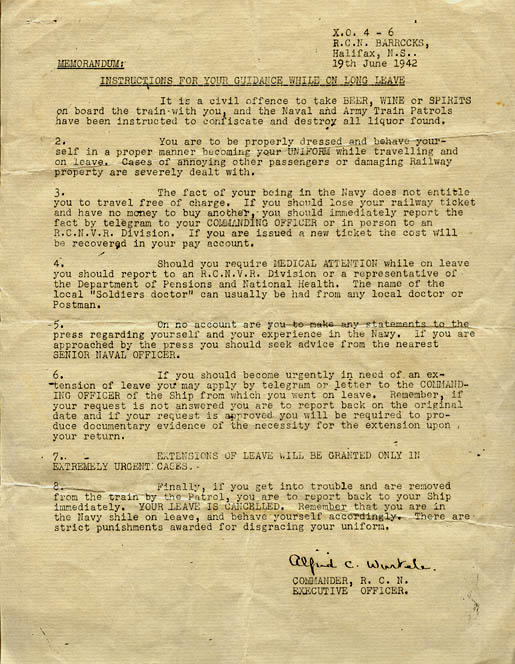 X.O. 4 - 6
R.C.N. BARRCCKS,
Halifax, N.S..
19th June 1942
MEMORANDUM:
INSTRUCTIONS FOR YOUR GUIDANCE WHILE ON LONG LEAVE
It is a civil offence to take BEER, WINE or SPIRITS
on board the train with you, and the Naval and Army Train Patrols
have been instructed to confiscate and destroy all liquor found.
2. You are to be properly dressed and behave your-
self in a proper manner becoming your UNIFORM while travelling and
on leave. Cases of annoying other passengers or damaging Railway
property are severely dealt with.
3. The fact of your being in the Navy does not entitle
you to travel free of charge. If you should lose your railway ticket
and have no money to buy another, you should immediately report the
fact by telegram to your COMMANDING OFFICER or in person to an
R.C.N.V.R. Division. If you are issued a new ticket the cost will
be recovered in your pay account.
4. Should you require MEDICAL ATTENTION while on leave
you should report to an R.C.N.V.R. Division or a representative of
the Department of Pensions and National Health. The name of the
local "Soldiers doctor" can usually be had from any local doctor or
Postman.
5. On no account are you to make any statements to the
press regarding yourself and your experience in the Navy. If you are
approached by the press you should seek advice from the nearest
SENIOR NAVAL OFFICER.
6. If you should become urgently in need of an ex-
tension of leave you may apply by telegram or letter to the COMMAND-
ING OFFICER of the Ship from which you went on leave. Remember, if
your request is not answered you are to report back on the original
date and if your request is approved you will be required to pro-
duce documentary evidence of the necessity for the extension upon
your return.
7. EXTENSIONS OF LEAVE WILL BE GRANTED ONLY IN
EXTREMELY URGENT CASES.
8. Finally, if you get into trouble and are removed
from the train by the Patrol, you are to report back to your Ship
immediately. YOUR LEAVE IS CANCELLED. Remember that you are in
the Navy shile on leave, and behave yourself accordingly. There are
strict punishments awarded for disgracing your uniform.
Alfred C. Wurtele.
COMMANDER, R. C. N.
EXECUTIVE OFFICER.